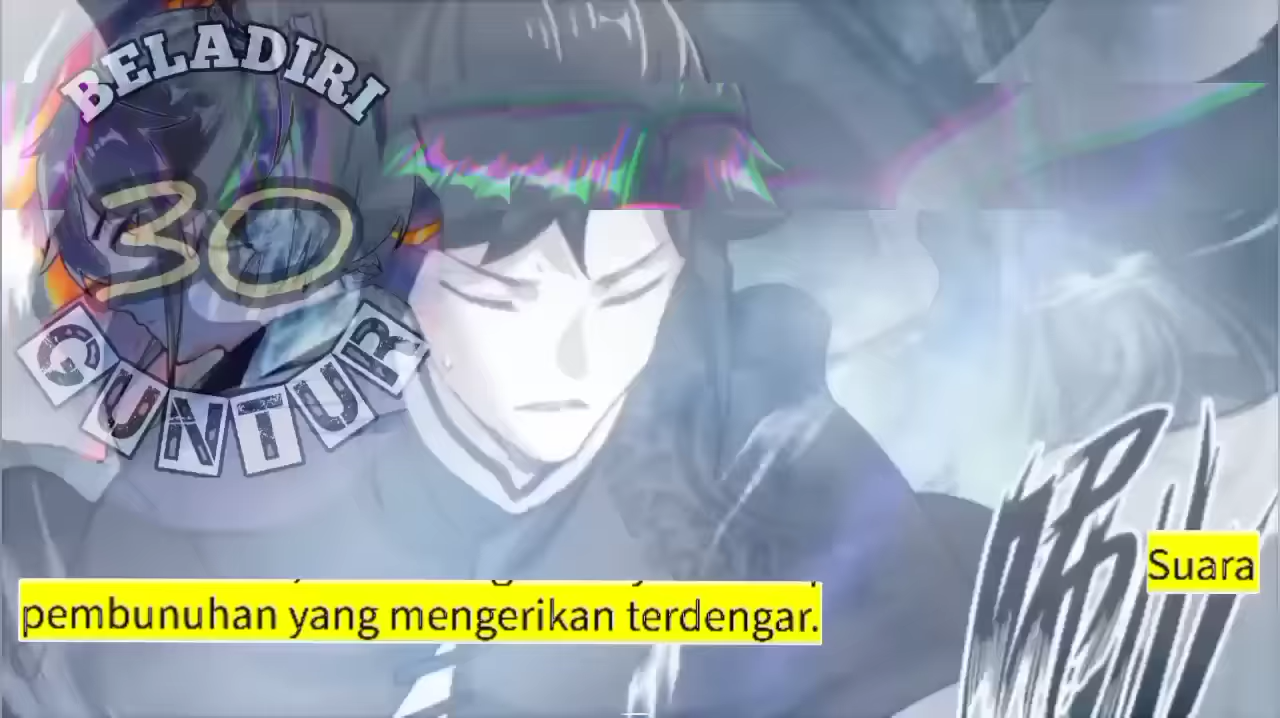 BELADIRI
30
GUNTUR
Suara
pembunuhan yang mengerikan terdengar.